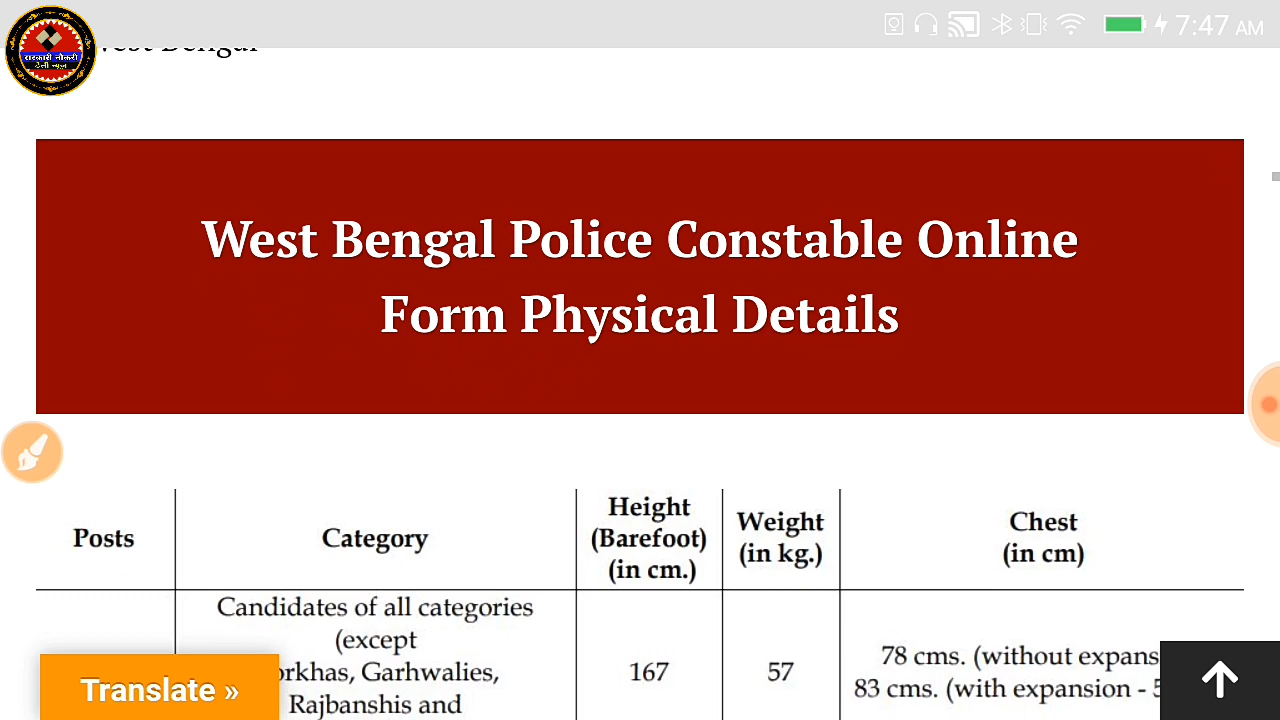 7:47 AM
सरकारी नौकरी
डेली न्यूज़
West Bengal Police Constable Online
Form Physical Details
Posts
Category
Height
(Barefoot)
(in cm.)
Weight
(in kg.)
Chest
(in cm)
Candidates of all categories
(except
Garhwalies,
Rajbanshis and
167
57
78 cms. (without
83 cms. (with expansion -
Translate »